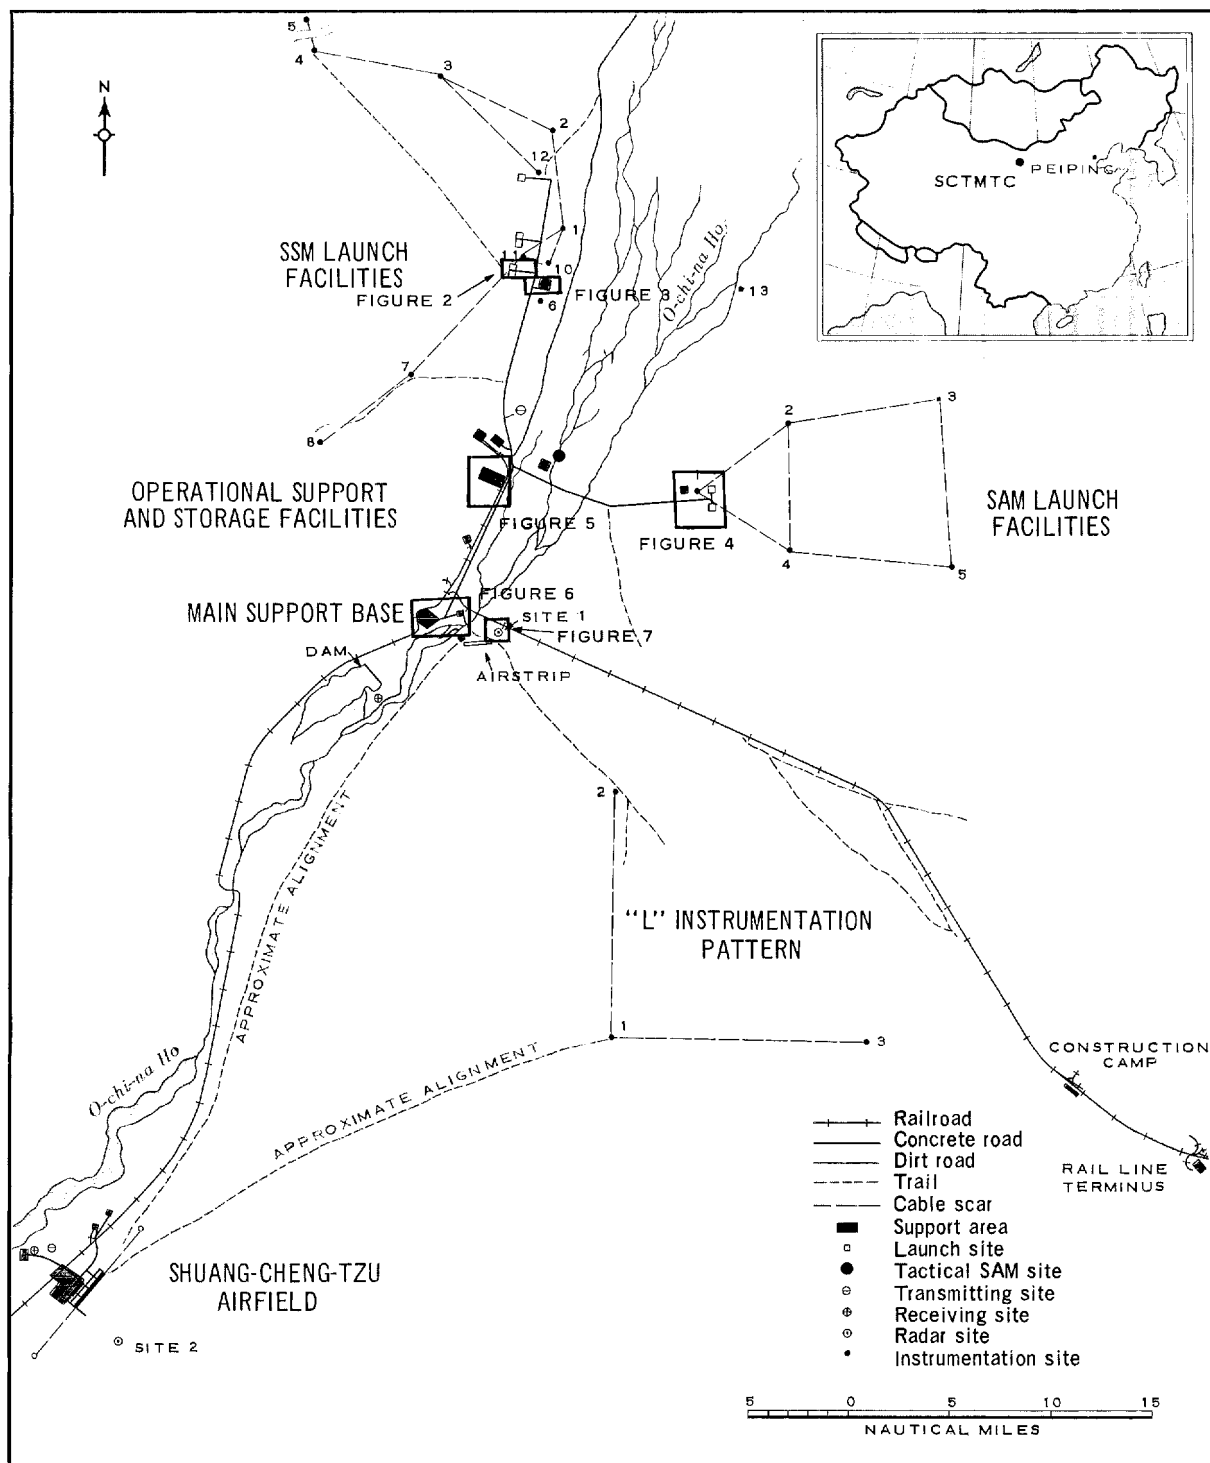 5
4
3
N
2
12
1
11
10
SSM LAUNCH
FACILITIES
FIGURE 2
FIGURE 3
6
O-chi-na Ho
13
SCTMTC
PEIPING
7
8
2
3
OPERATIONAL SUPPORT
AND STORAGE FACILITIES
FIGURE 5
FIGURE 4
SAM LAUNCH
FACILITIES
4
5
MAIN SUPPORT BASE
FIGURE 6
SITE 1
FIGURE 7
DAM
AIRSTRIP
2
APPROXIMATE ALIGNMENT
"L" INSTRUMENTATION
PATTERN
1
3
APPROXIMATE ALIGNMENT
O-chi-na Ho
CONSTRUCTION
CAMP
RAIL LINE
TERMINUS
SHUANG-CHENG-TZU
AIRFIELD
SITE 2
Railroad
Concrete road
Dirt road
Trail
Cable scar
Support area
Launch site
Tactical SAM site
Transmitting site
Receiving site
Radar site
Instrumentation site
5 0 5 10 15
NAUTICAL MILES